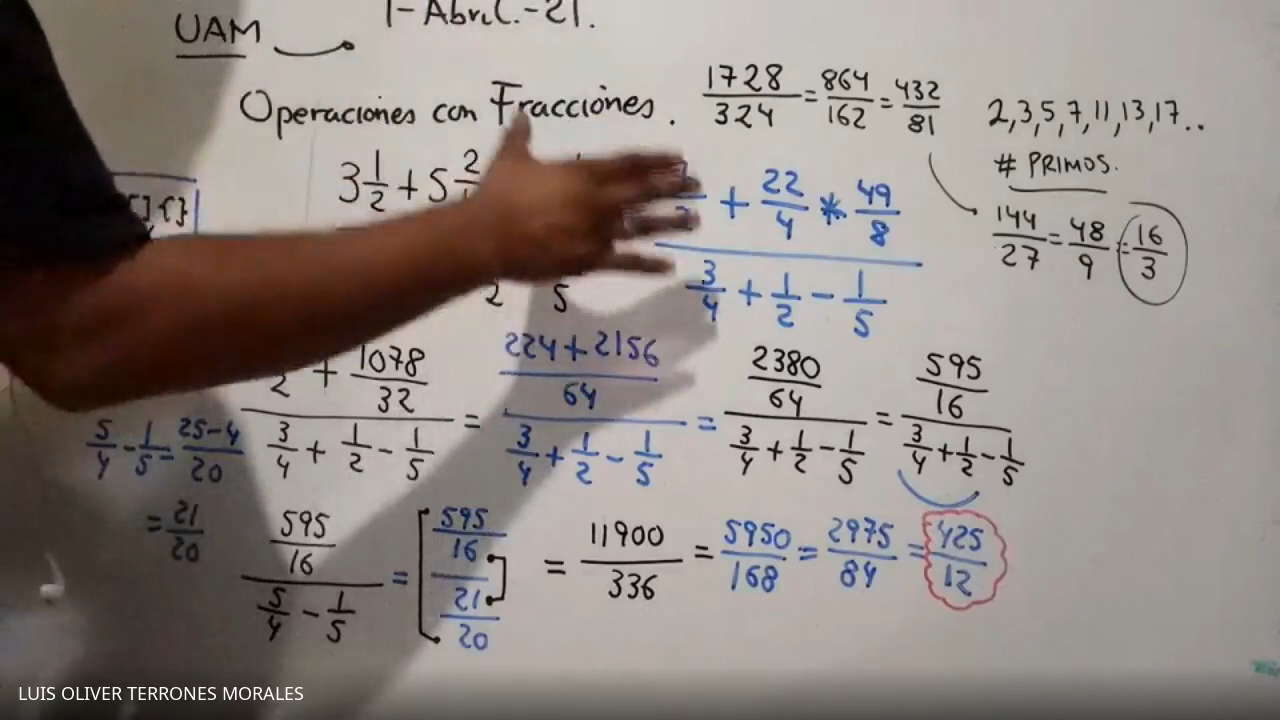 UAM
1-Abril.-21.
Operaciones con Fracciones.
1728/324 = 864/162 = 432/81
2,3,5,7,11,13,17..
# PRIMOS.
144/27 = 48/9 = 16/3
3 1/2 + 5 2/
[] {}
+ 22/4 * 49/8
3/4 + 1/2 - 1/5
2 5
2 + 1078/32
3/4 + 1/2 - 1/5
=
224+2156
64
3/4 + 1/2 - 1/5
=
2380
64
3/4 + 1/2 - 1/5
=
595
16
3/4 + 1/2 - 1/5
5/4 - 1/5 = 25-4/20
= 21/20
595
16
5/4 - 1/5
=
595
16
21
20
= 11900/336 = 5950/168 = 2975/84 = 425/12
LUIS OLIVER TERRONES MORALES